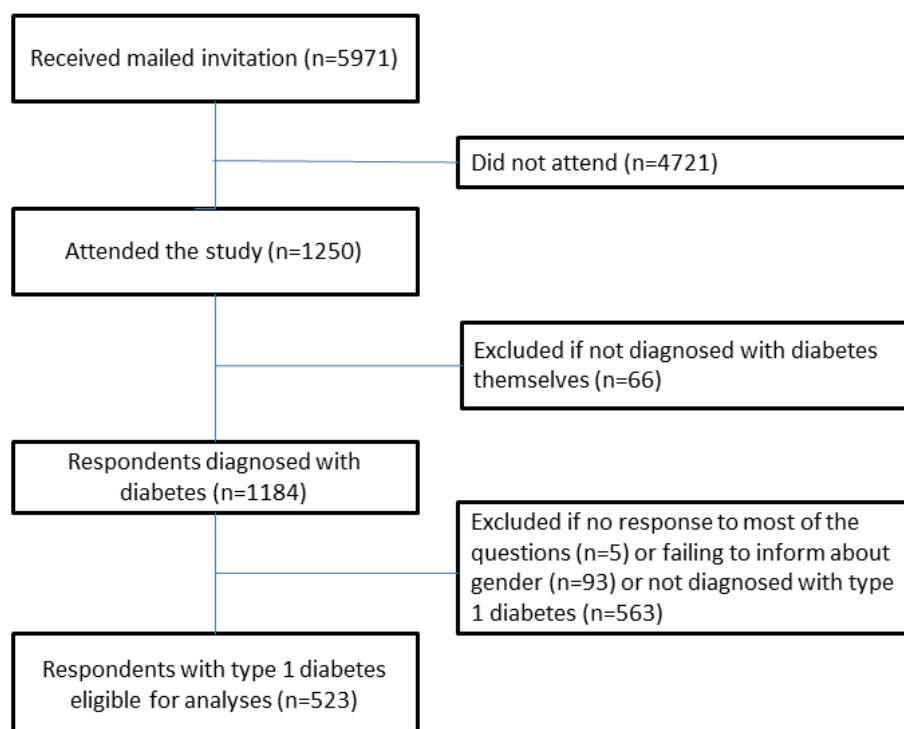 Received mailed invitation (n=5971)
Did not attend (n=4721)
Attended the study (n=1250)
Excluded if not diagnosed with diabetes
themselves (n=66)
Respondents diagnosed with
diabetes (n=1184)
Excluded if no response to most of the
questions (n=5) or failing to inform about
gender (n=93) or not diagnosed with type
1 diabetes (n=563)
Respondents with type 1 diabetes
eligible for analyses (n=523)